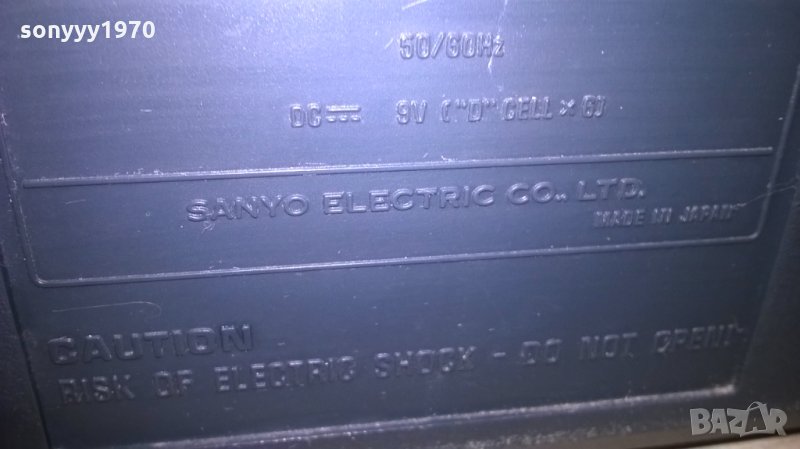 sonyyy1970
50/60Hz
DC⎓ 9V ("D" CELL × 6)
SANYO ELECTRIC CO., LTD.
MADE IN JAPAN
CAUTION
RISK OF ELECTRIC SHOCK - DO NOT OPEN!
BAZAR